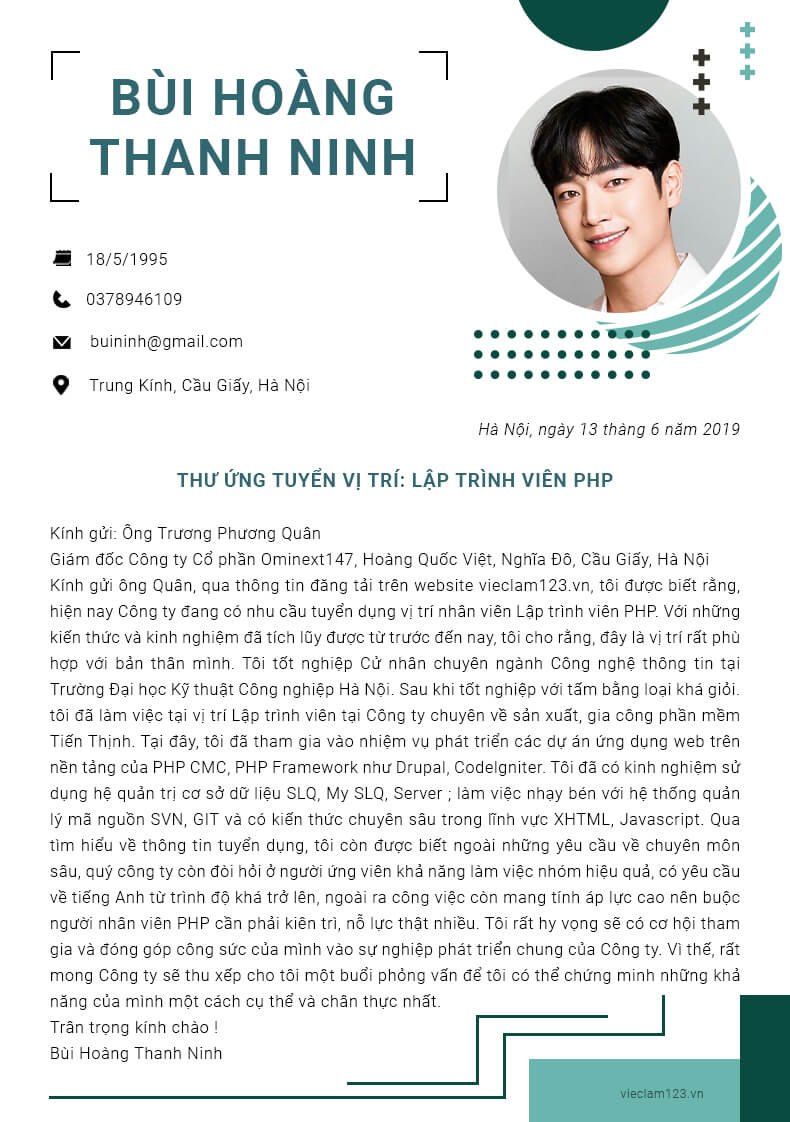 BÙI HOÀNG
THANH NINH
18/5/1995
0378946109
buininh@gmail.com
Trung Kính, Cầu Giấy, Hà Nội
Hà Nội, ngày 13 tháng 6 năm 2019
THƯ ỨNG TUYỂN VỊ TRÍ: LẬP TRÌNH VIÊN PHP
Kính gửi: Ông Trương Phương Quân
Giám đốc Công ty Cổ phần Ominext147, Hoàng Quốc Việt, Nghĩa Đô, Cầu Giấy, Hà Nội
Kính gửi ông Quân, qua thông tin đăng tải trên website vieclam123.vn, tôi được biết rằng,
hiện nay Công ty đang có nhu cầu tuyển dụng vị trí nhân viên Lập trình viên PHP. Với những
kiến thức và kinh nghiệm đã tích lũy được từ trước đến nay, tôi cho rằng, đây là vị trí rất phù
hợp với bản thân mình. Tôi tốt nghiệp Cử nhân chuyên ngành Công nghệ thông tin tại
Trường Đại học Kỹ thuật Công nghiệp Hà Nội. Sau khi tốt nghiệp với tấm bằng loại khá giỏi.
tôi đã làm việc tại vị trí Lập trình viên tại Công ty chuyên về sản xuất, gia công phần mềm
Tiến Thịnh. Tại đây, tôi đã tham gia vào nhiệm vụ phát triển các dự án ứng dụng web trên
nền tảng của PHP CMC, PHP Framework như Drupal, CodeIgniter. Tôi đã có kinh nghiệm sử
dụng hệ quản trị cơ sở dữ liệu SLQ, My SLQ, Server ; làm việc nhạy bén với hệ thống quản
lý mã nguồn SVN, GIT và có kiến thức chuyên sâu trong lĩnh vực XHTML, Javascript. Qua
tìm hiểu về thông tin tuyển dụng, tôi còn được biết ngoài những yêu cầu về chuyên môn
sâu, quý công ty còn đòi hỏi ở người ứng viên khả năng làm việc nhóm hiệu quả, có yêu cầu
về tiếng Anh từ trình độ khá trở lên, ngoài ra công việc còn mang tính áp lực cao nên buộc
người nhân viên PHP cần phải kiên trì, nỗ lực thật nhiều. Tôi rất hy vọng sẽ có cơ hội tham
gia và đóng góp công sức của mình vào sự nghiệp phát triển chung của Công ty. Vì thế, rất
mong Công ty sẽ thu xếp cho tôi một buổi phỏng vấn để tôi có thể chứng minh những khả
năng của mình một cách cụ thể và chân thực nhất.
Trân trọng kính chào !
Bùi Hoàng Thanh Ninh
vieclam123.vn